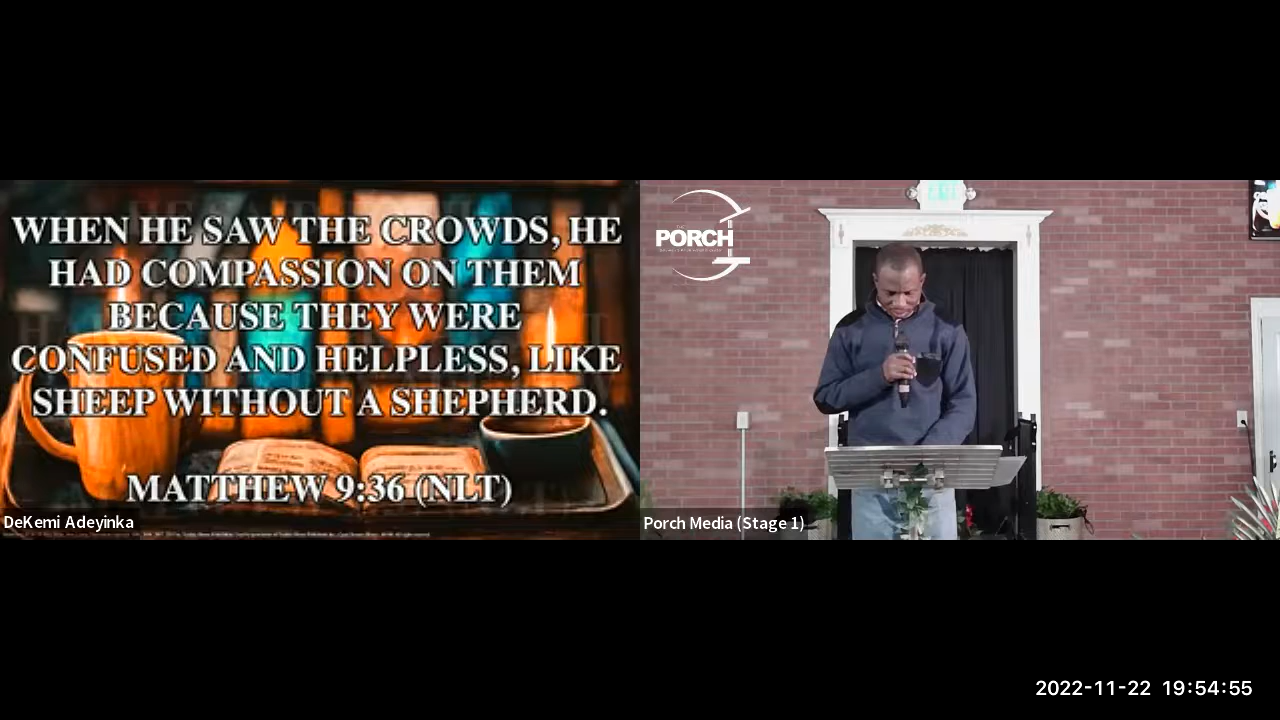 WHEN HE SAW THE CROWDS, HE
HAD COMPASSION ON THEM
BECAUSE THEY WERE
CONFUSED AND HELPLESS, LIKE
SHEEP WITHOUT A SHEPHERD.
MATTHEW 9:36 (NLT)
DeKemi Adeyinka
THE
PORCH
Porch Media (Stage 1)
2022-11-22 19:54:55